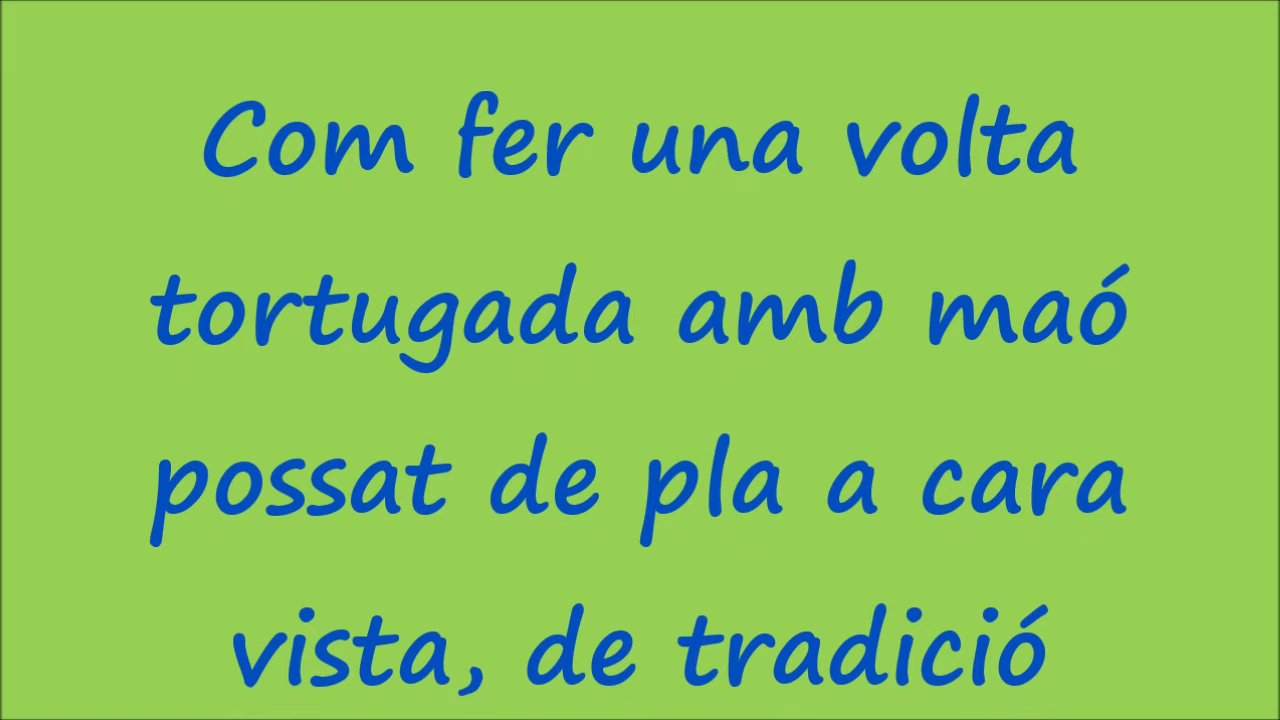 Com fer una volta
tortugada amb maó
possat de pla a cara
vista, de tradició